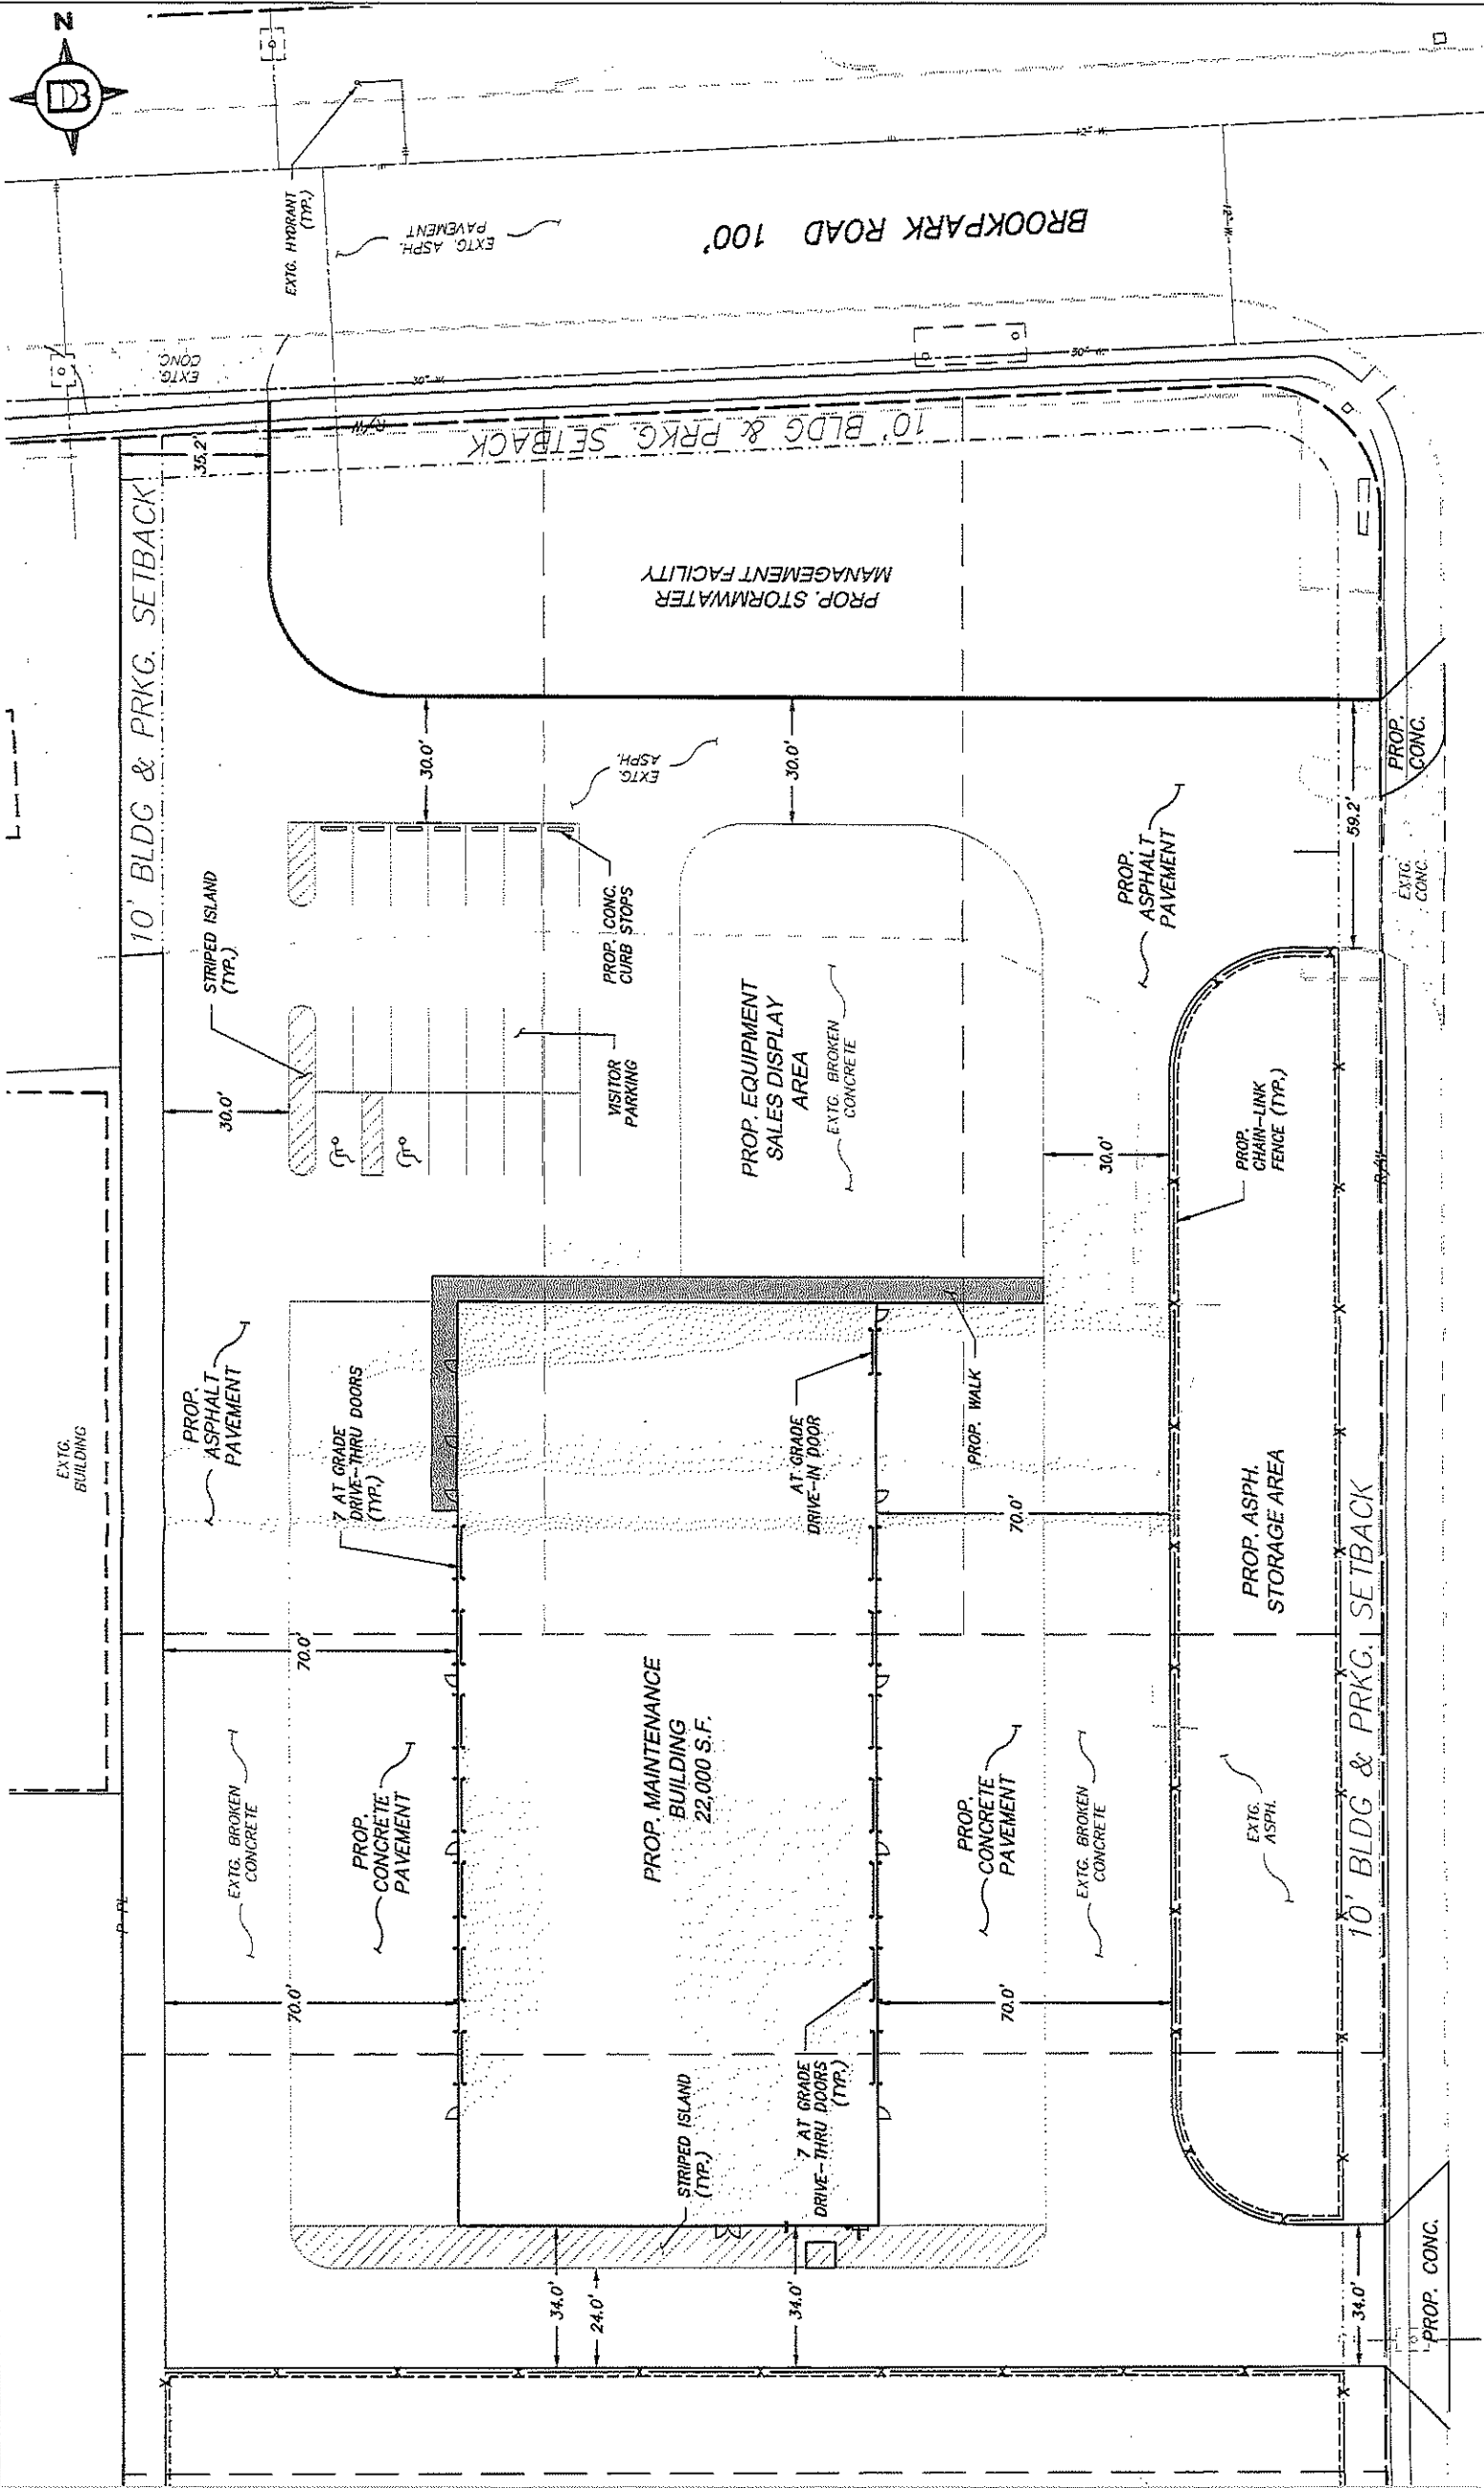 N
DB
EXTG. HYDRANT
(TYP.)
EXTG. ASPH.
PAVEMENT
BROOKPARK ROAD 100'
12" W.
12" W.
EXTG.
CONC.
30" W.
30" W.
R/W
35.2'
10' BLDG & PRKG. SETBACK
10' BLDG & PRKG. SETBACK
PROP. STORMWATER
MANAGEMENT FACILITY
30.0'
30.0'
EXTG.
ASPH.
PROP.
CONC.
59.2'
EXTG.
CONC.
STRIPED ISLAND
(TYP.)
PROP. CONC.
CURB STOPS
PROP.
ASPHALT
PAVEMENT
30.0'
VISITOR
PARKING
PROP. EQUIPMENT
SALES DISPLAY
AREA
EXTG. BROKEN
CONCRETE
30.0'
PROP.
CHAIN-LINK
FENCE (TYP.)
R/W
EXTG.
BUILDING
PROP.
ASPHALT
PAVEMENT
7 AT GRADE
DRIVE-THRU DOORS
(TYP.)
AT GRADE
DRIVE-IN DOOR
PROP. WALK
70.0'
70.0'
PROP. ASPH.
STORAGE AREA
10' BLDG & PRKG. SETBACK
EXTG. BROKEN
CONCRETE
PROP.
CONCRETE
PAVEMENT
PROP. MAINTENANCE
BUILDING
22,000 S.F.
PROP.
CONCRETE
PAVEMENT
EXTG. BROKEN
CONCRETE
EXTG.
ASPH.
70.0'
70.0'
STRIPED ISLAND
(TYP.)
7 AT GRADE
DRIVE-THRU DOORS
(TYP.)
34.0'
24.0'
34.0'
34.0'
PROP. CONC.